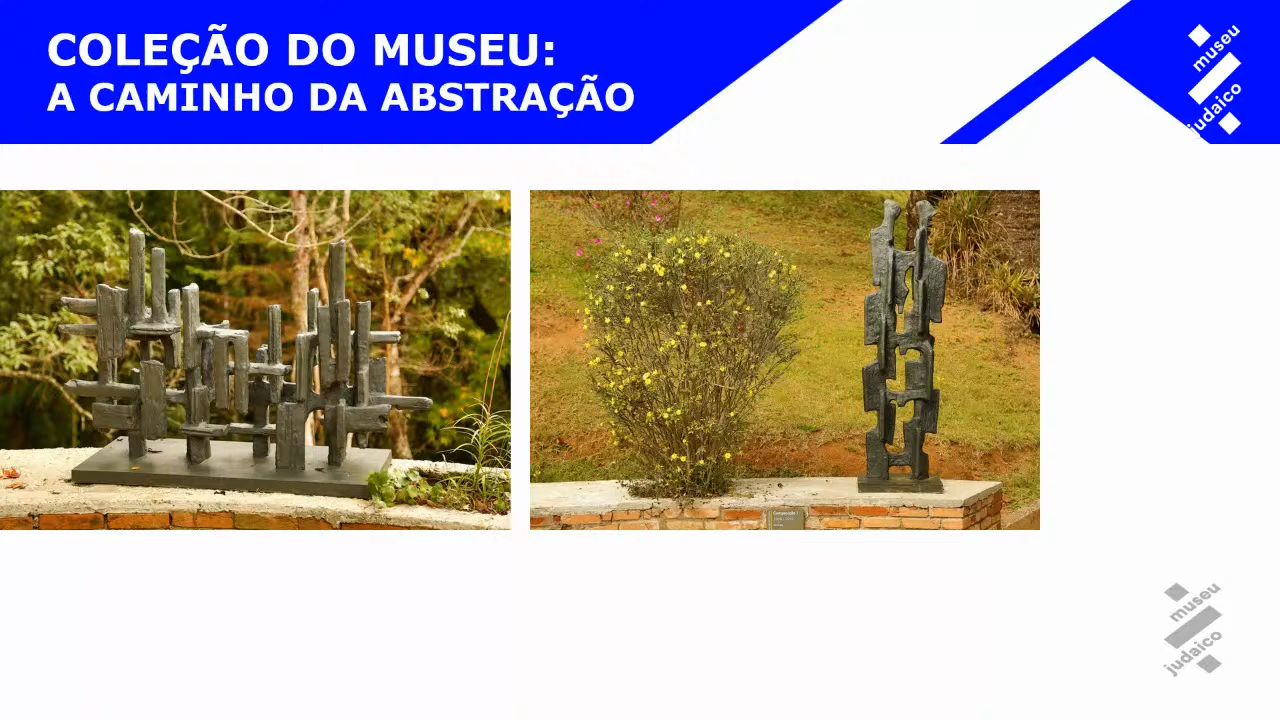 COLEÇÃO DO MUSEU:
A CAMINHO DA ABSTRAÇÃO
museu
judaico
museu
judaico